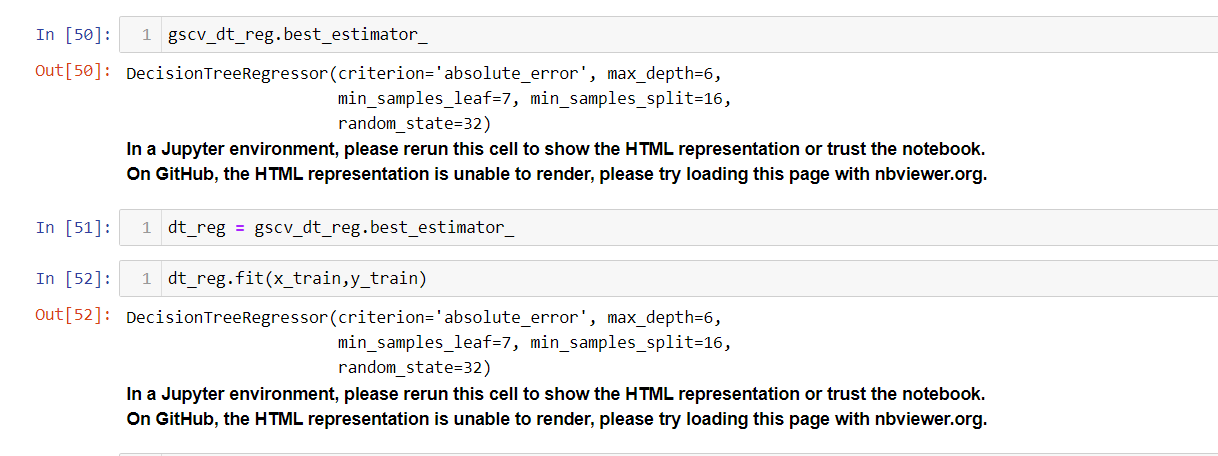 In [50]: 1 gscv_dt_reg.best_estimator_
Out[50]: DecisionTreeRegressor(criterion='absolute_error', max_depth=6,
min_samples_leaf=7, min_samples_split=16,
random_state=32)
In a Jupyter environment, please rerun this cell to show the HTML representation or trust the notebook.
On GitHub, the HTML representation is unable to render, please try loading this page with nbviewer.org.
In [51]: 1 dt_reg = gscv_dt_reg.best_estimator_
In [52]: 1 dt_reg.fit(x_train,y_train)
Out[52]: DecisionTreeRegressor(criterion='absolute_error', max_depth=6,
min_samples_leaf=7, min_samples_split=16,
random_state=32)
In a Jupyter environment, please rerun this cell to show the HTML representation or trust the notebook.
On GitHub, the HTML representation is unable to render, please try loading this page with nbviewer.org.